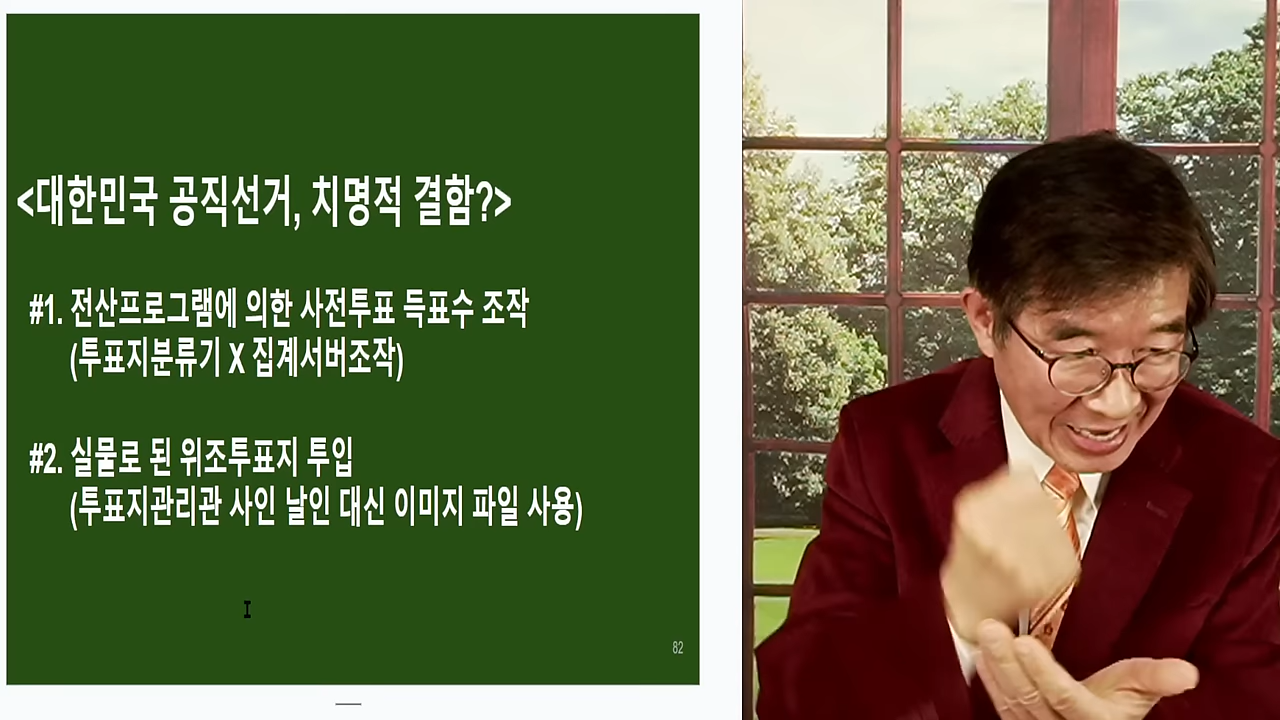 <대한민국 공직선거, 치명적 결함?>
#1. 전산프로그램에 의한 사전투표 득표수 조작
(투표지분류기 X 집계서버조작)
#2. 실물로 된 위조투표지 투입
(투표지관리관 사인 날인 대신 이미지 파일 사용)
82